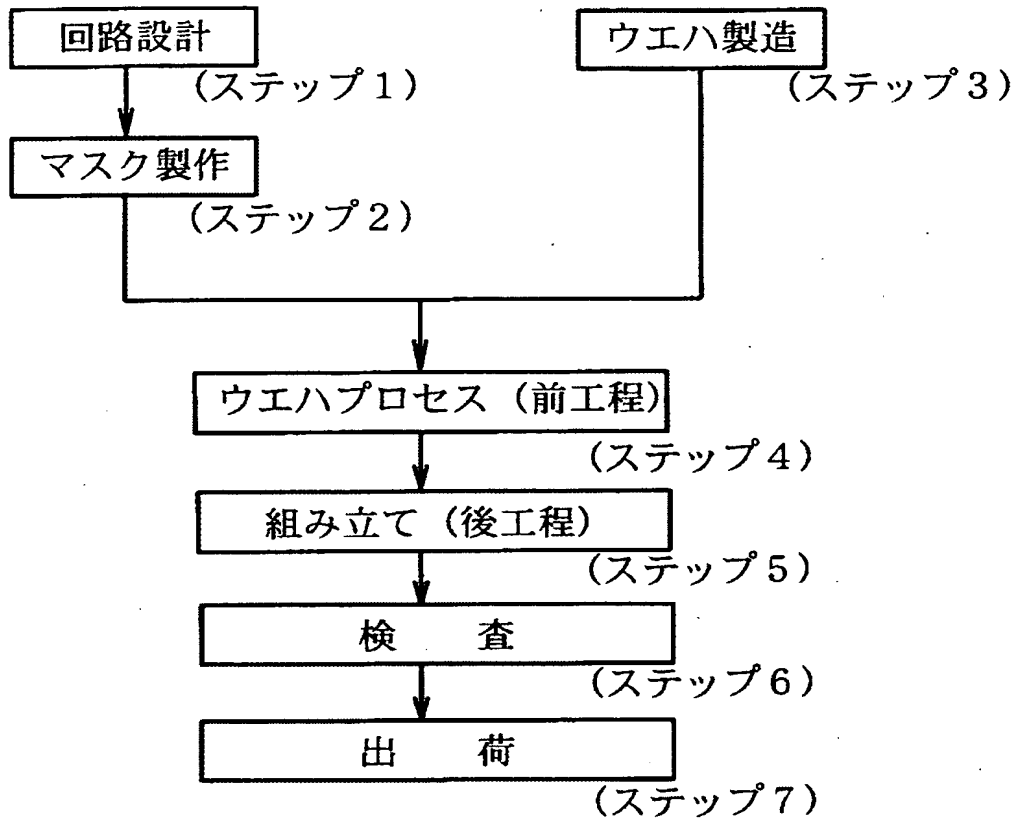 回路設計
(ステップ1)
ウエハ製造
(ステップ3)
マスク製作
(ステップ2)
ウエハプロセス (前工程)
(ステップ4)
組み立て (後工程)
(ステップ5)
検 査
(ステップ6)
出 荷
(ステップ7)